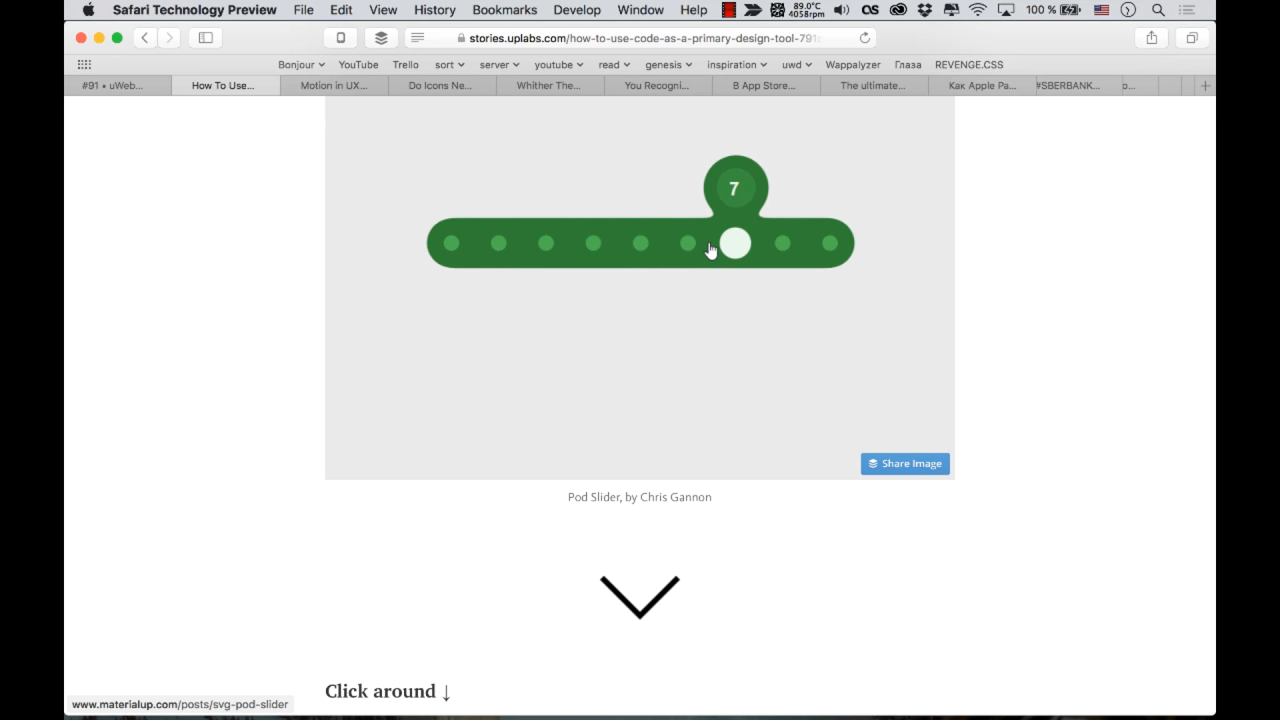 Safari Technology Preview File Edit View History Bookmarks Develop Window Help 89.0°C 4058rpm 100 %
stories.uplabs.com/how-to-use-code-as-a-primary-design-tool-791
Bonjour YouTube Trello sort server youtube read genesis inspiration uwd Wappalyzer Глаза REVENGE.CSS
#91 • uWeb... How To Use... Motion in UX... Do Icons Ne... Whither The... You Recogni... B App Store... The ultimate... Как Apple Pa... #SBERBANK...
7
Share Image
Pod Slider, by Chris Gannon
Click around ↓
www.materialup.com/posts/svg-pod-slider